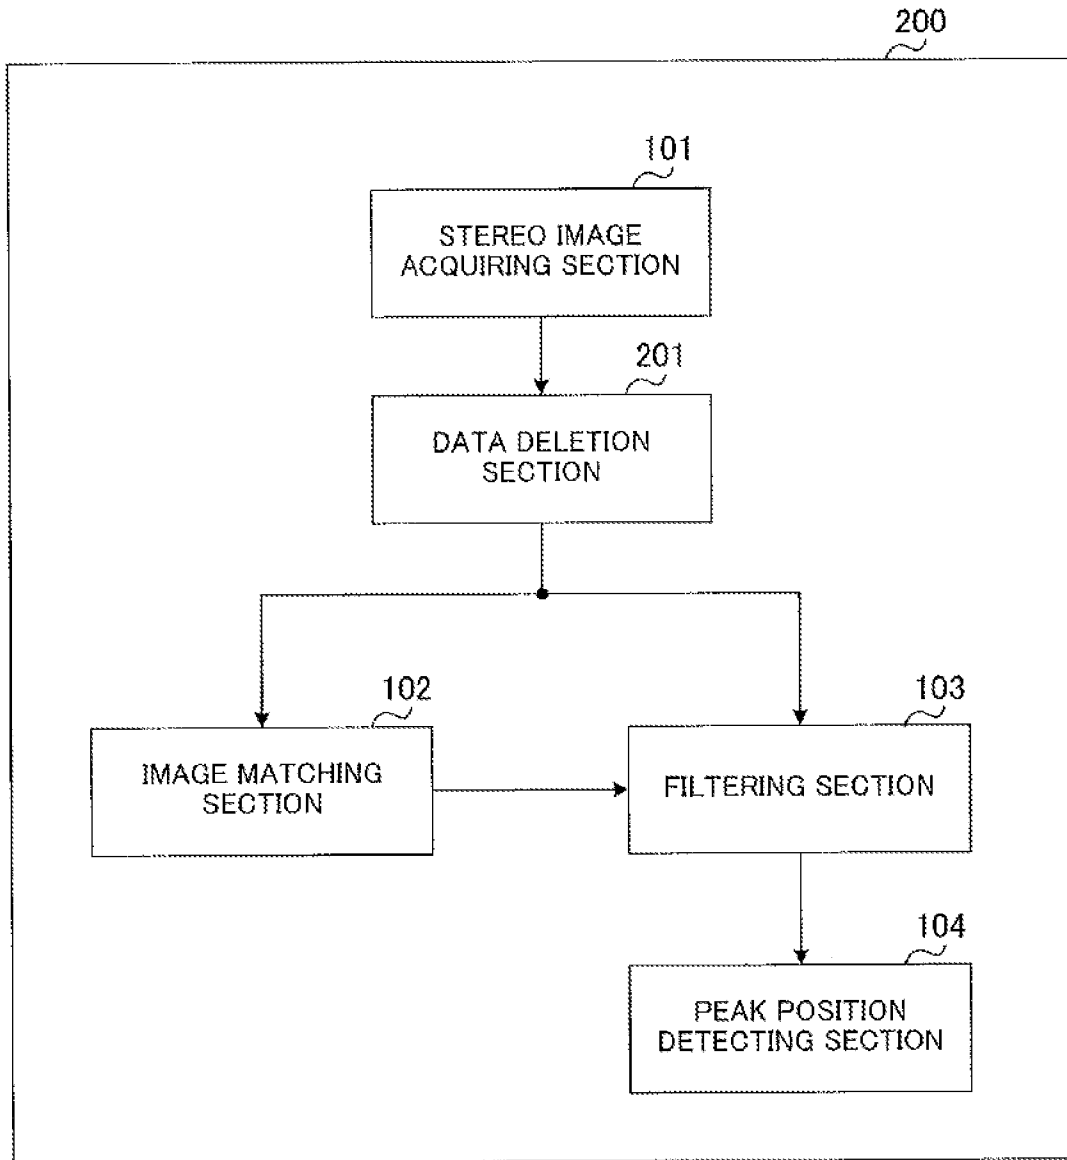 200
101
STEREO IMAGE
ACQUIRING SECTION
201
DATA DELETION
SECTION
102
IMAGE MATCHING
SECTION
103
FILTERING SECTION
104
PEAK POSITION
DETECTING SECTION